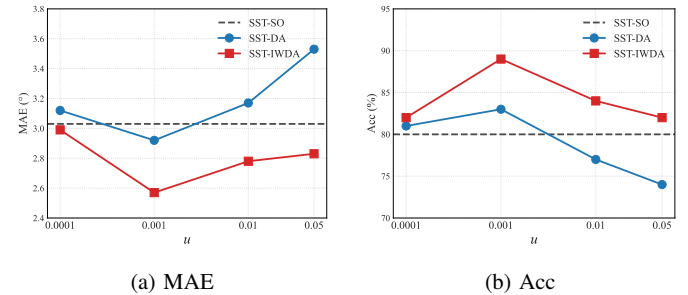 3.8
3.6
3.4
3.2
3.0
2.8
2.6
2.4
MAE (°)
SST-SO
SST-DA
SST-IWDA
0.0001
0.001
0.01
0.05
u
(a) MAE
95
90
85
80
75
70
Acc (%)
SST-SO
SST-DA
SST-IWDA
0.0001
0.001
0.01
0.05
u
(b) Acc